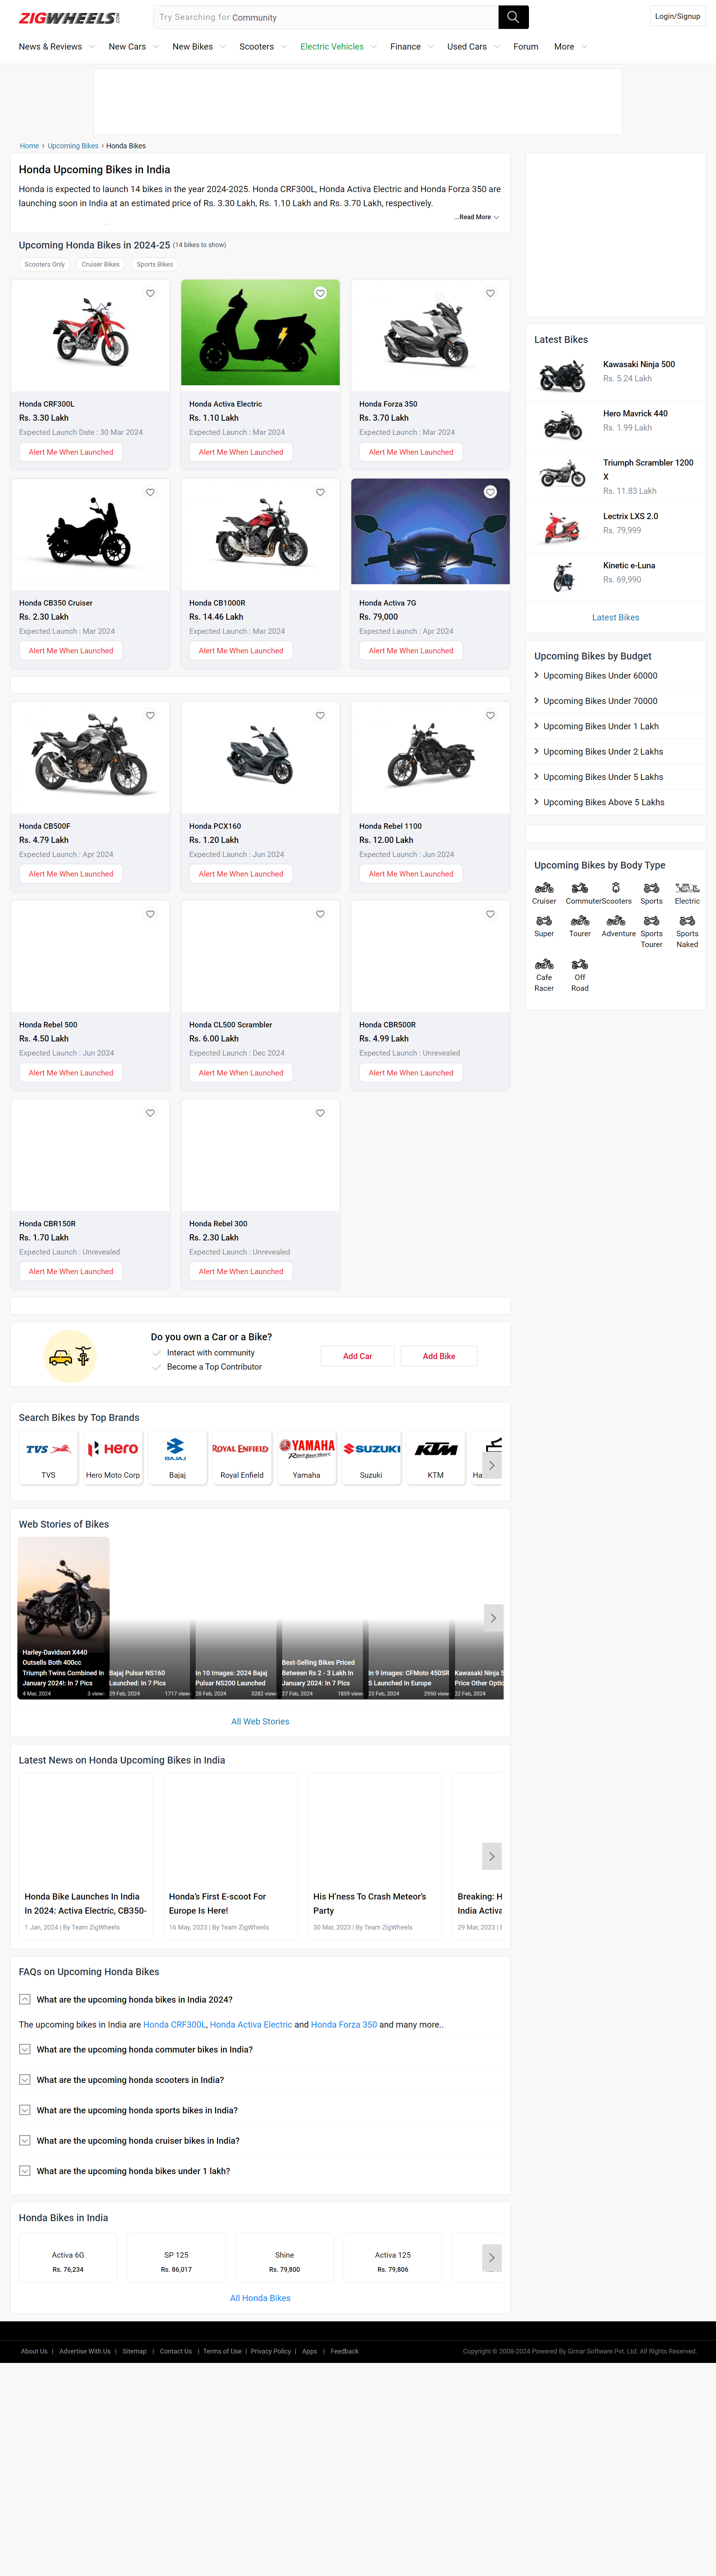 ZIGWHEELS.COM
Try Searching for Community
Login/Signup
News & Reviews
New Cars
New Bikes
Scooters
Electric Vehicles
Finance
Used Cars
Forum
More
Home › Upcoming Bikes › Honda Bikes
Honda Upcoming Bikes in India
Honda is expected to launch 14 bikes in the year 2024-2025. Honda CRF300L, Honda Activa Electric and Honda Forza 350 are
launching soon in India at an estimated price of Rs. 3.30 Lakh, Rs. 1.10 Lakh and Rs. 3.70 Lakh, respectively.
...Read More
Upcoming Honda Bikes in 2024-25 (14 bikes to show)
Scooters Only
Cruiser Bikes
Sports Bikes
Honda CRF300L
Rs. 3.30 Lakh
Expected Launch Date : 30 Mar 2024
Alert Me When Launched
Honda Activa Electric
Rs. 1.10 Lakh
Expected Launch : Mar 2024
Alert Me When Launched
Honda Forza 350
Rs. 3.70 Lakh
Expected Launch : Mar 2024
Alert Me When Launched
Honda CB350 Cruiser
Rs. 2.30 Lakh
Expected Launch : Mar 2024
Alert Me When Launched
Honda CB1000R
Rs. 14.46 Lakh
Expected Launch : Mar 2024
Alert Me When Launched
HONDA
Honda Activa 7G
Rs. 79,000
Expected Launch : Apr 2024
Alert Me When Launched
Honda CB500F
Rs. 4.79 Lakh
Expected Launch : Apr 2024
Alert Me When Launched
Honda PCX160
Rs. 1.20 Lakh
Expected Launch : Jun 2024
Alert Me When Launched
Honda Rebel 1100
Rs. 12.00 Lakh
Expected Launch : Jun 2024
Alert Me When Launched
Honda Rebel 500
Rs. 4.50 Lakh
Expected Launch : Jun 2024
Alert Me When Launched
Honda CL500 Scrambler
Rs. 6.00 Lakh
Expected Launch : Dec 2024
Alert Me When Launched
Honda CBR500R
Rs. 4.99 Lakh
Expected Launch : Unrevealed
Alert Me When Launched
Honda CBR150R
Rs. 1.70 Lakh
Expected Launch : Unrevealed
Alert Me When Launched
Honda Rebel 300
Rs. 2.30 Lakh
Expected Launch : Unrevealed
Alert Me When Launched
Latest Bikes
Kawasaki Ninja 500
Rs. 5.24 Lakh
Hero Mavrick 440
Rs. 1.99 Lakh
Triumph Scrambler 1200
X
Rs. 11.83 Lakh
Lectrix LXS 2.0
Rs. 79,999
Kinetic e-Luna
Rs. 69,990
Latest Bikes
Upcoming Bikes by Budget
Upcoming Bikes Under 60000
Upcoming Bikes Under 70000
Upcoming Bikes Under 1 Lakh
Upcoming Bikes Under 2 Lakhs
Upcoming Bikes Under 5 Lakhs
Upcoming Bikes Above 5 Lakhs
Upcoming Bikes by Body Type
Cruiser
Commuter
Scooters
Sports
Electric
Super
Tourer
Adventure
Sports
Tourer
Sports
Naked
Cafe
Racer
Off
Road
Do you own a Car or a Bike?
Interact with community
Become a Top Contributor
Add Car
Add Bike
Search Bikes by Top Brands
TVS
TVS
Hero
Hero Moto Corp
BAJAJ
Bajaj
ROYAL ENFIELD
Royal Enfield
YAMAHA
Revs Your Heart
Yamaha
SUZUKI
Suzuki
KTM
KTM
Ha
Web Stories of Bikes
Harley-Davidson X440
Outsells Both 400cc
Triumph Twins Combined In
January 2024!: In 7 Pics
4 Mar, 2024
3 view
Bajaj Pulsar NS160
Launched: In 7 Pics
29 Feb, 2024
1717 view
In 10 Images: 2024 Bajaj
Pulsar NS200 Launched
28 Feb, 2024
3282 view
Best-Selling Bikes Priced
Between Rs 2 - 3 Lakh In
January 2024: In 7 Pics
27 Feb, 2024
1859 view
In 9 Images: CFMoto 450SR
S Launched In Europe
23 Feb, 2024
2950 view
Kawasaki Ninja 5
Price Other Optio
22 Feb, 2024
All Web Stories
Latest News on Honda Upcoming Bikes in India
Honda Bike Launches In India
In 2024: Activa Electric, CB350-
1 Jan, 2024 | By Team ZigWheels
Honda’s First E-scoot For
Europe Is Here!
16 May, 2023 | By Team ZigWheels
His H’ness To Crash Meteor’s
Party
30 Mar, 2023 | By Team ZigWheels
Breaking: H
India Activa
29 Mar, 2023 |
FAQs on Upcoming Honda Bikes
What are the upcoming honda bikes in India 2024?
The upcoming bikes in India are Honda CRF300L, Honda Activa Electric and Honda Forza 350 and many more..
What are the upcoming honda commuter bikes in India?
What are the upcoming honda scooters in India?
What are the upcoming honda sports bikes in India?
What are the upcoming honda cruiser bikes in India?
What are the upcoming honda bikes under 1 lakh?
Honda Bikes in India
Activa 6G
Rs. 76,234
SP 125
Rs. 86,017
Shine
Rs. 79,800
Activa 125
Rs. 79,806
All Honda Bikes
About Us | Advertise With Us | Sitemap | Contact Us | Terms of Use | Privacy Policy | Apps | Feedback
Copyright © 2008-2024 Powered By Girnar Software Pvt. Ltd. All Rights Reserved.